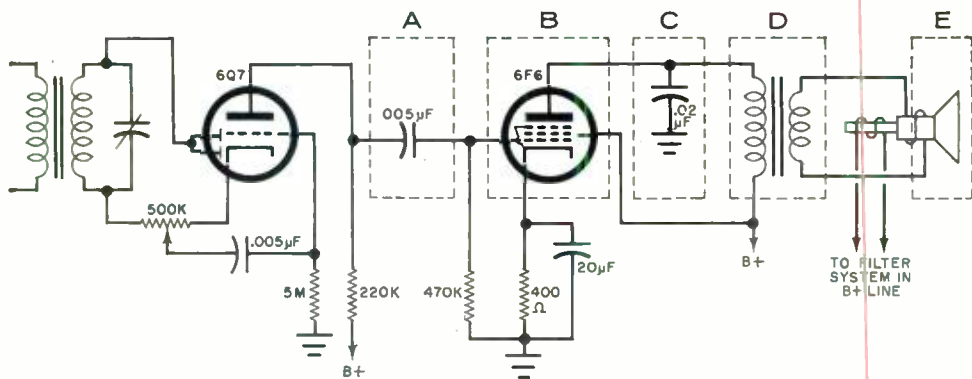 A
B
C
D
E
6Q7
6F6
.005µF
.02
µF
500K
.005µF
5M
220K
470K
400
Ω
20µF
B+
B+
TO FILTER
SYSTEM IN
B+ LINE